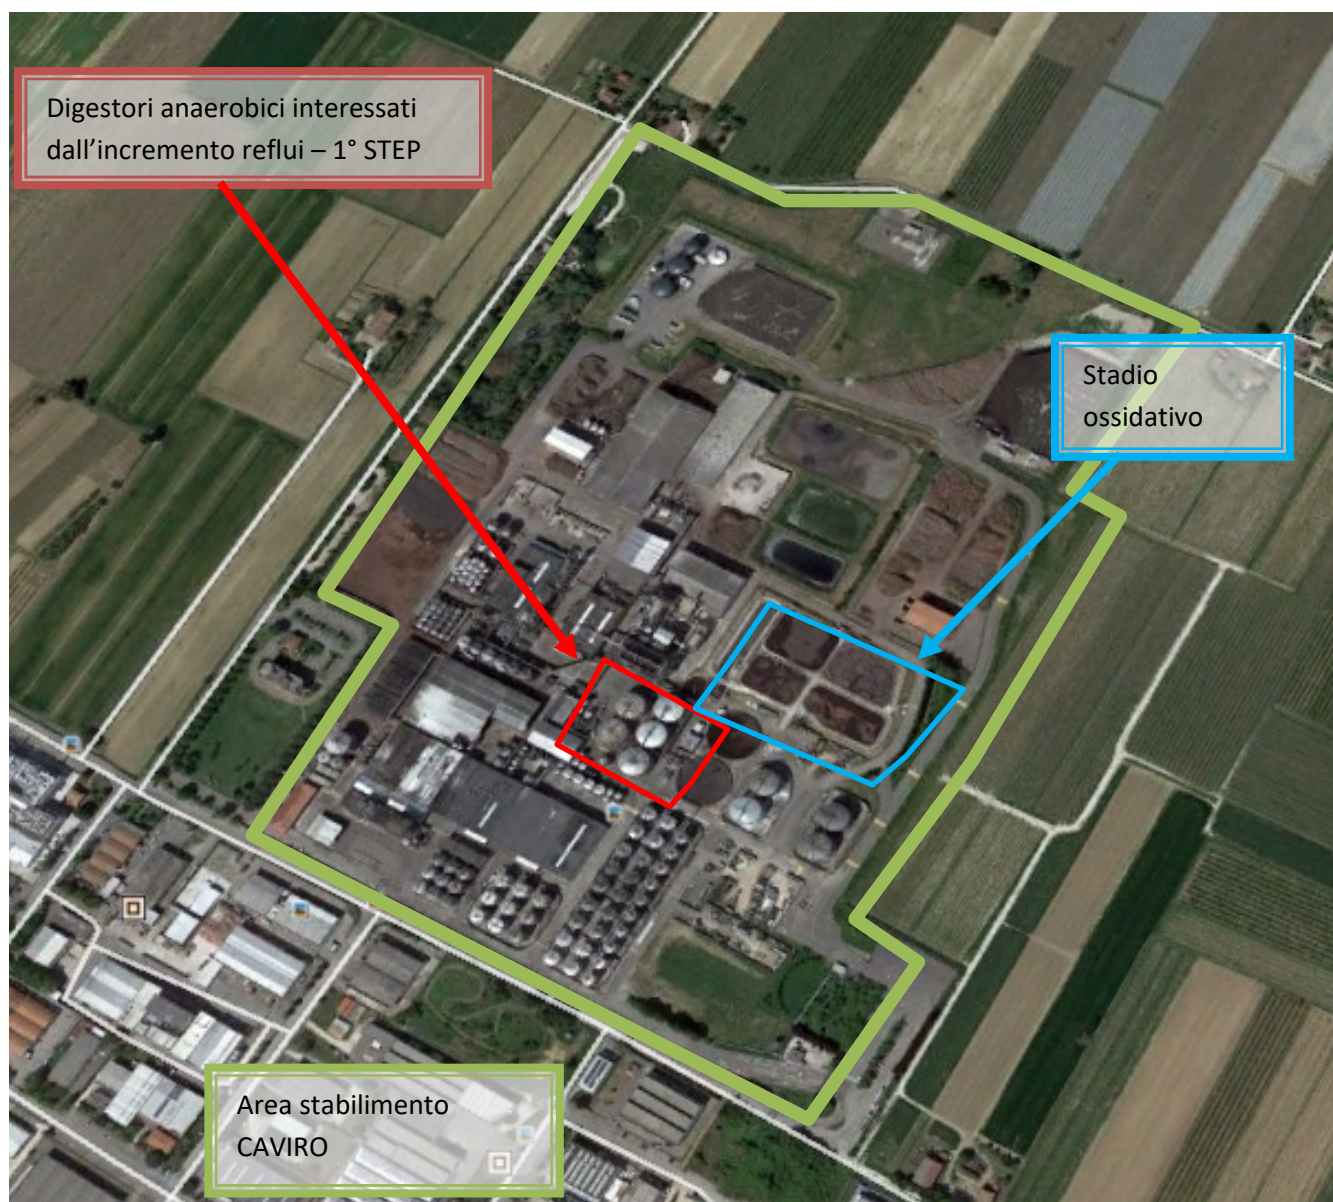 Digestori anaerobici interessati
dall’incremento reflui – 1° STEP
Stadio
ossidativo
Area stabilimento
CAVIRO